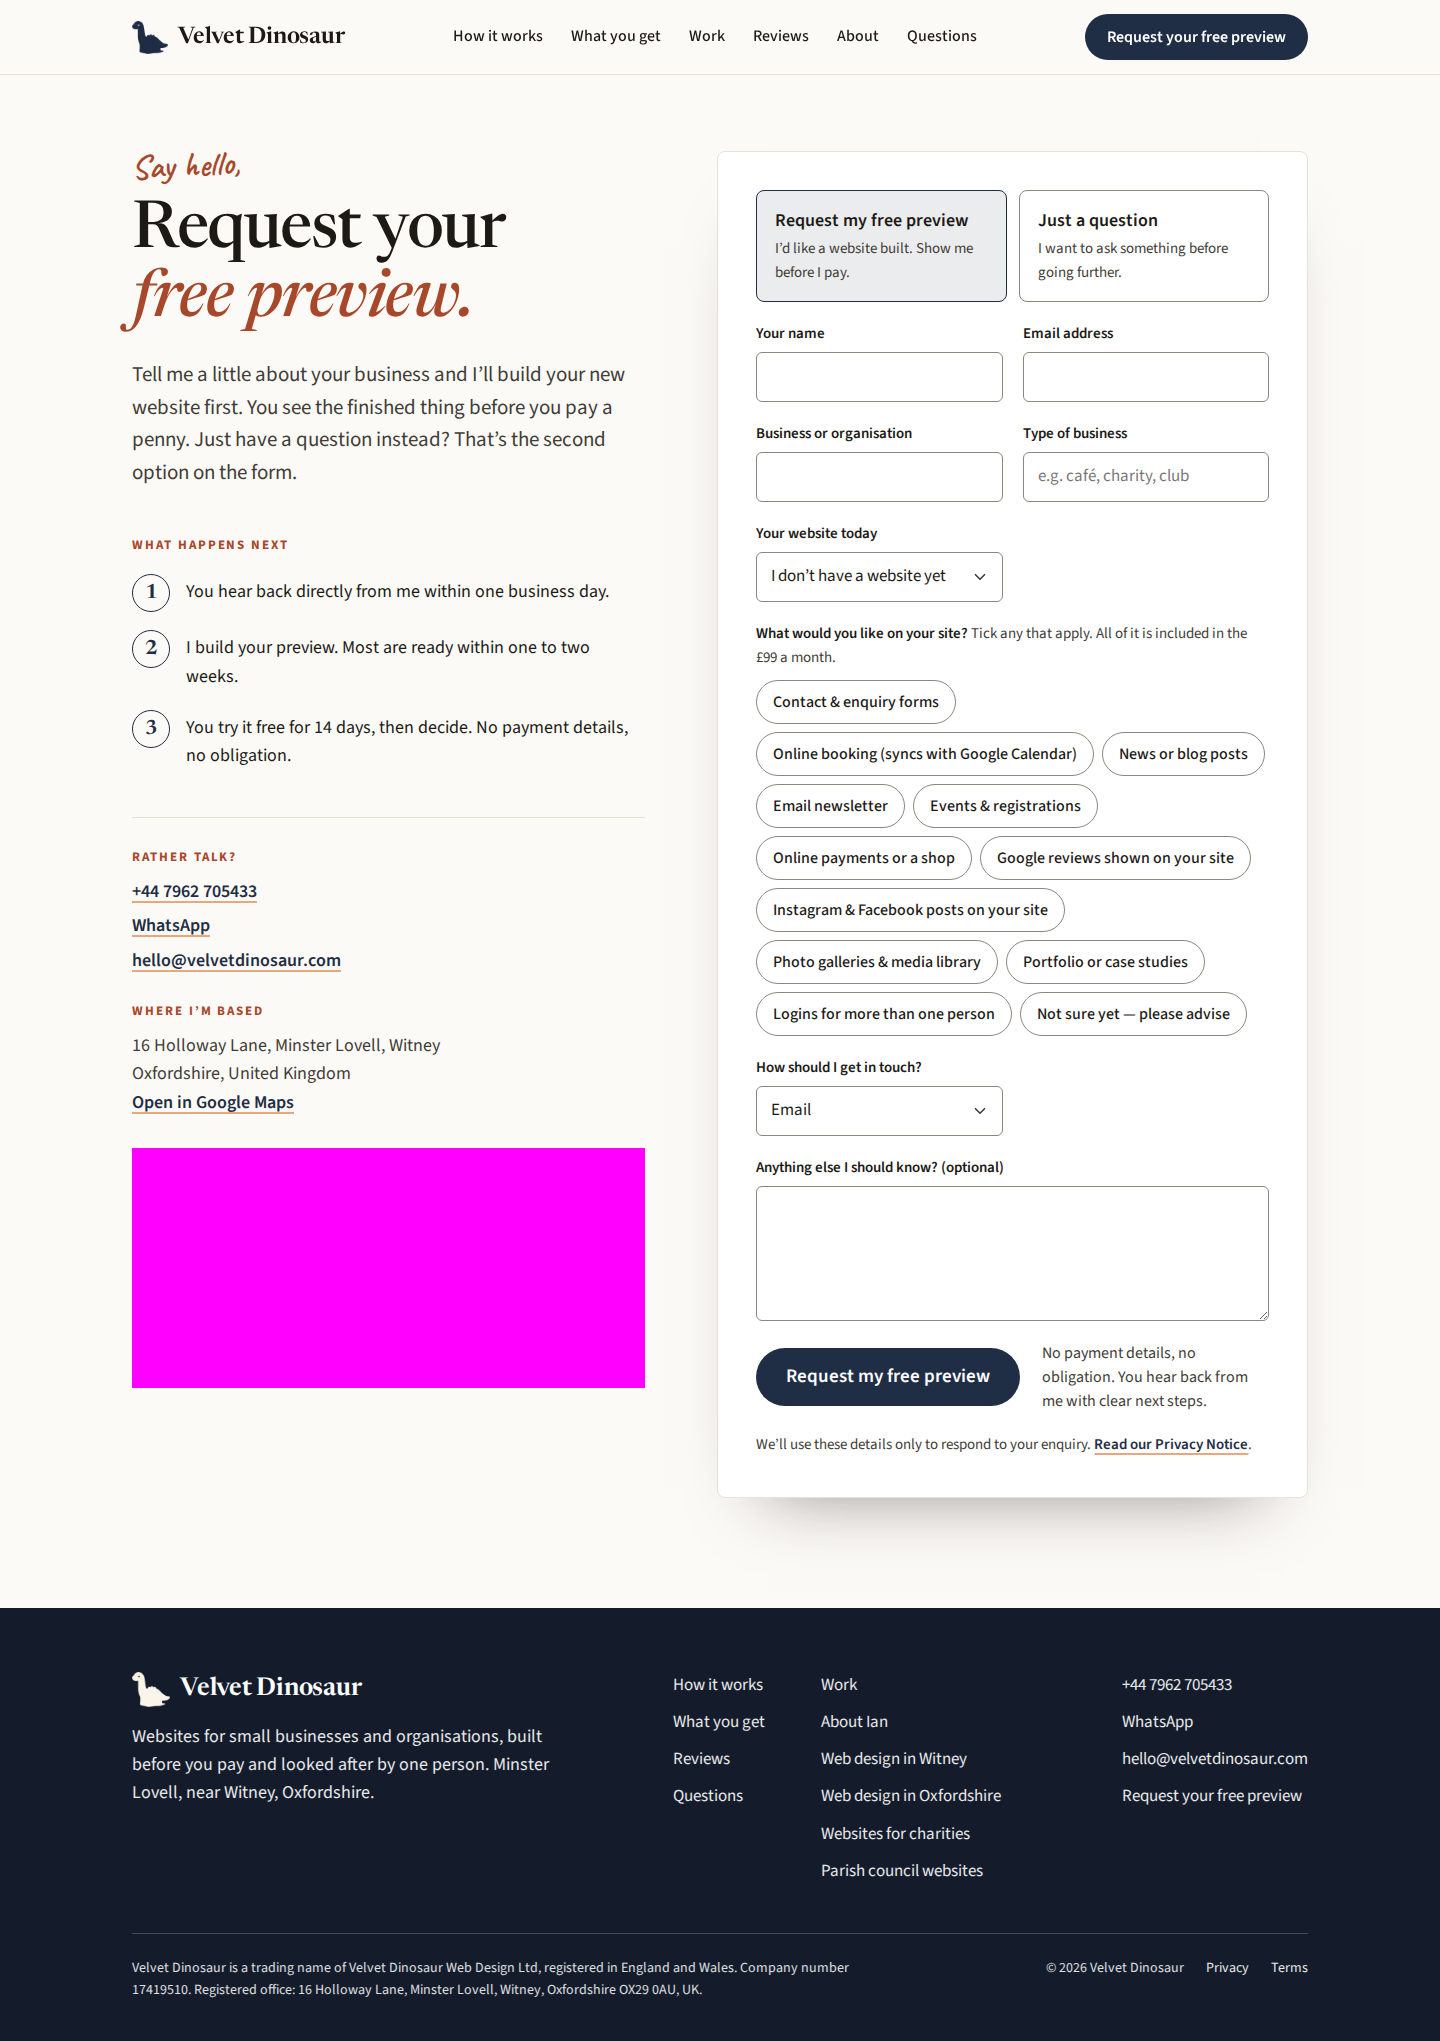 Velvet Dinosaur
How it works
What you get
Work
Reviews
About
Questions
Request your free preview
Say hello,
Request your
free preview.
Tell me a little about your business and I’ll build your new
website first. You see the finished thing before you pay a
penny. Just have a question instead? That’s the second
option on the form.
WHAT HAPPENS NEXT
1
You hear back directly from me within one business day.
2
I build your preview. Most are ready within one to two
weeks.
3
You try it free for 14 days, then decide. No payment details,
no obligation.
RATHER TALK?
+44 7962 705433
WhatsApp
hello@velvetdinosaur.com
WHERE I’M BASED
16 Holloway Lane, Minster Lovell, Witney
Oxfordshire, United Kingdom
Open in Google Maps
Request my free preview
I’d like a website built. Show me
before I pay.
Just a question
I want to ask something before
going further.
Your name
Email address
Business or organisation
Type of business
e.g. café, charity, club
Your website today
I don’t have a website yet
What would you like on your site? Tick any that apply. All of it is included in the
£99 a month.
Contact & enquiry forms
Online booking (syncs with Google Calendar)
News or blog posts
Email newsletter
Events & registrations
Online payments or a shop
Google reviews shown on your site
Instagram & Facebook posts on your site
Photo galleries & media library
Portfolio or case studies
Logins for more than one person
Not sure yet — please advise
How should I get in touch?
Email
Anything else I should know? (optional)
Request my free preview
No payment details, no
obligation. You hear back from
me with clear next steps.
We’ll use these details only to respond to your enquiry. Read our Privacy Notice.
Velvet Dinosaur
Websites for small businesses and organisations, built
before you pay and looked after by one person. Minster
Lovell, near Witney, Oxfordshire.
How it works
What you get
Reviews
Questions
Work
About Ian
Web design in Witney
Web design in Oxfordshire
Websites for charities
Parish council websites
+44 7962 705433
WhatsApp
hello@velvetdinosaur.com
Request your free preview
Velvet Dinosaur is a trading name of Velvet Dinosaur Web Design Ltd, registered in England and Wales. Company number
17419510. Registered office: 16 Holloway Lane, Minster Lovell, Witney, Oxfordshire OX29 0AU, UK.
© 2026 Velvet Dinosaur
Privacy
Terms